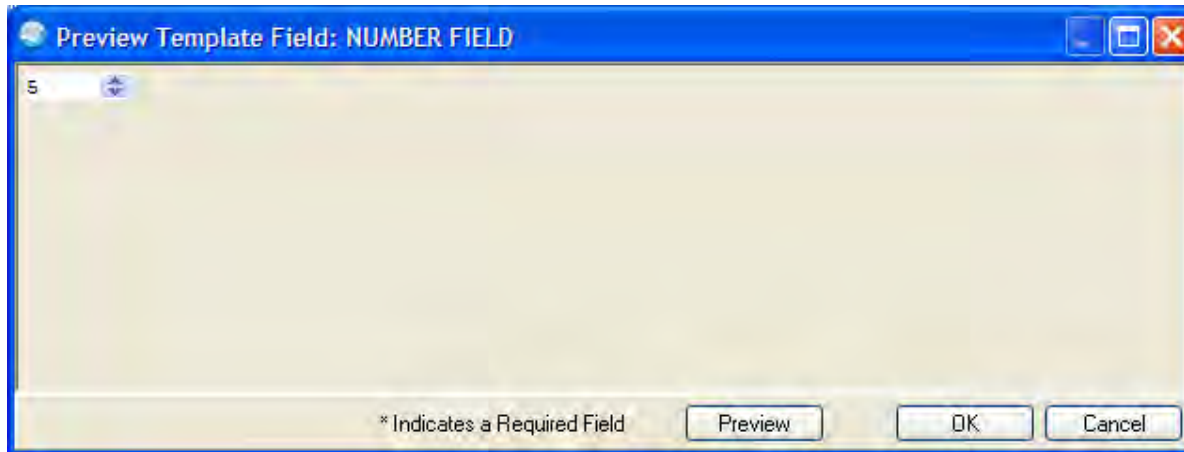 Preview Template Field: NUMBER FIELD
5
* Indicates a Required Field Preview OK Cancel